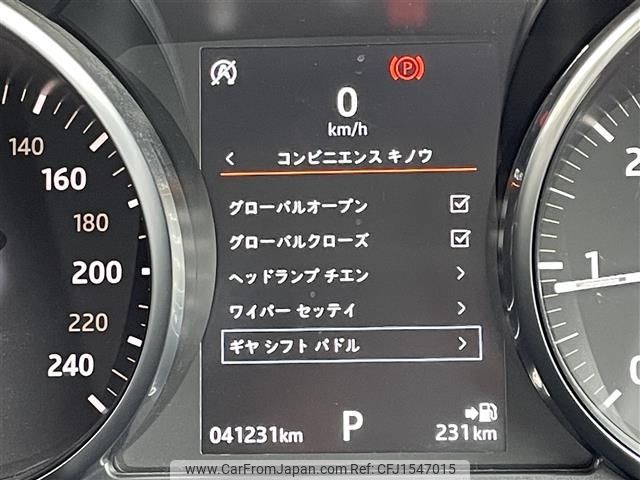 140
160
180
200
220
240
(P)
0
km/h
< コンビニエンス キノウ
グローバルオープン
グローバルクローズ
ヘッドランプ チエン >
ワイパー セッテイ >
ギヤ シフト パドル >
041231km
P
231km
2
1
0
www.CarFromJapan.com - CFJ1547015